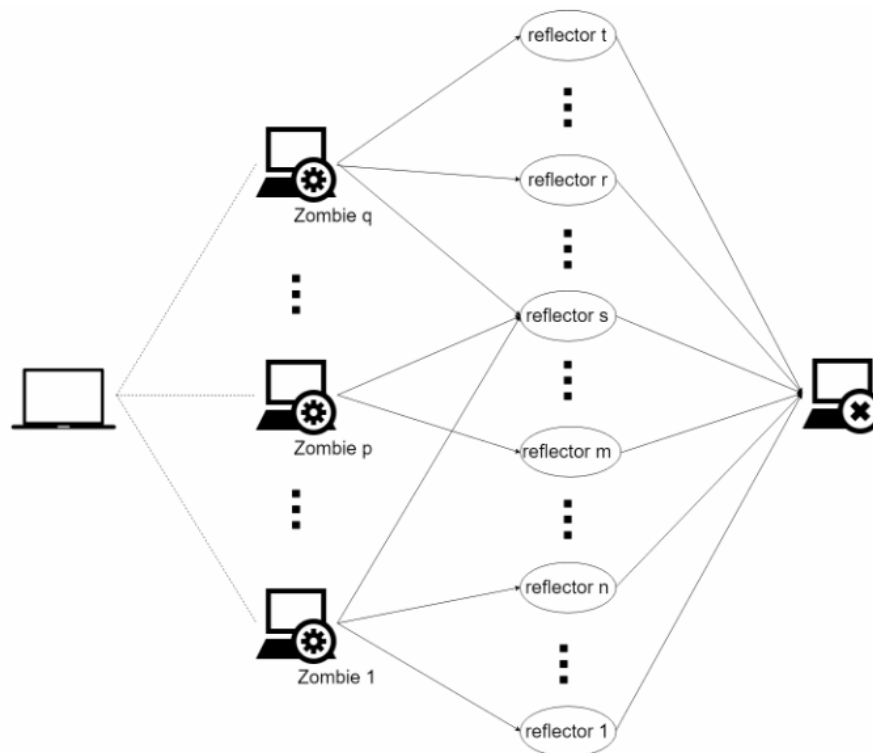 reflector t
reflector r
Zombie q
reflector s
Zombie p
reflector m
reflector n
Zombie 1
reflector 1